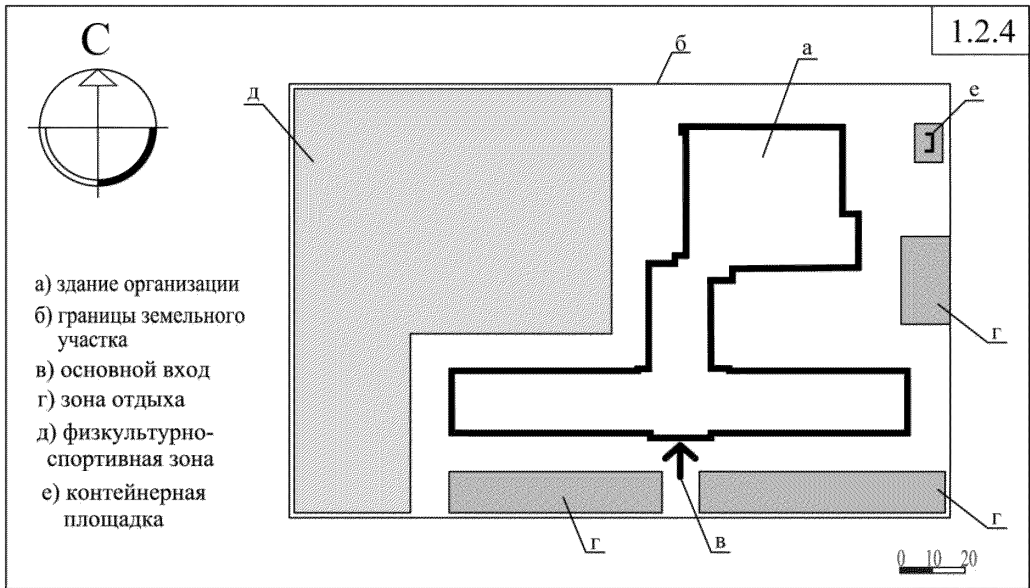 1.2.4
С
б
а
д
е
а) здание организации
б) границы земельного
участка
в) основной вход
г) зона отдыха
д) физкультурно-
спортивная зона
е) контейнерная
площадка
г
г
г
в
0 10 20